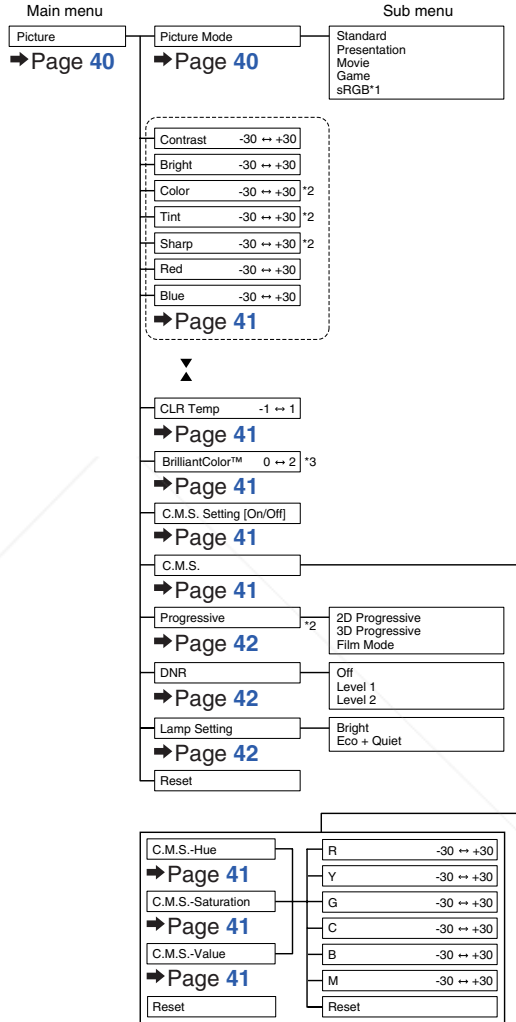 Main menu
Sub menu
Picture
➡Page 40
Picture Mode
➡Page 40
Standard
Presentation
Movie
Game
sRGB*1
Contrast -30 ↔ +30
Bright -30 ↔ +30
Color -30 ↔ +30 *2
Tint -30 ↔ +30 *2
Sharp -30 ↔ +30 *2
Red -30 ↔ +30
Blue -30 ↔ +30
➡Page 41
CLR Temp -1 ↔ 1
➡Page 41
BrilliantColor™ 0 ↔ 2 *3
➡Page 41
C.M.S. Setting [On/Off]
➡Page 41
C.M.S.
➡Page 41
Progressive *2
➡Page 42
2D Progressive
3D Progressive
Film Mode
DNR
➡Page 42
Off
Level 1
Level 2
Lamp Setting
➡Page 42
Bright
Eco + Quiet
Reset
C.M.S.-Hue
➡Page 41
C.M.S.-Saturation
➡Page 41
C.M.S.-Value
➡Page 41
Reset
R -30 ↔ +30
Y -30 ↔ +30
G -30 ↔ +30
C -30 ↔ +30
B -30 ↔ +30
M -30 ↔ +30
Reset